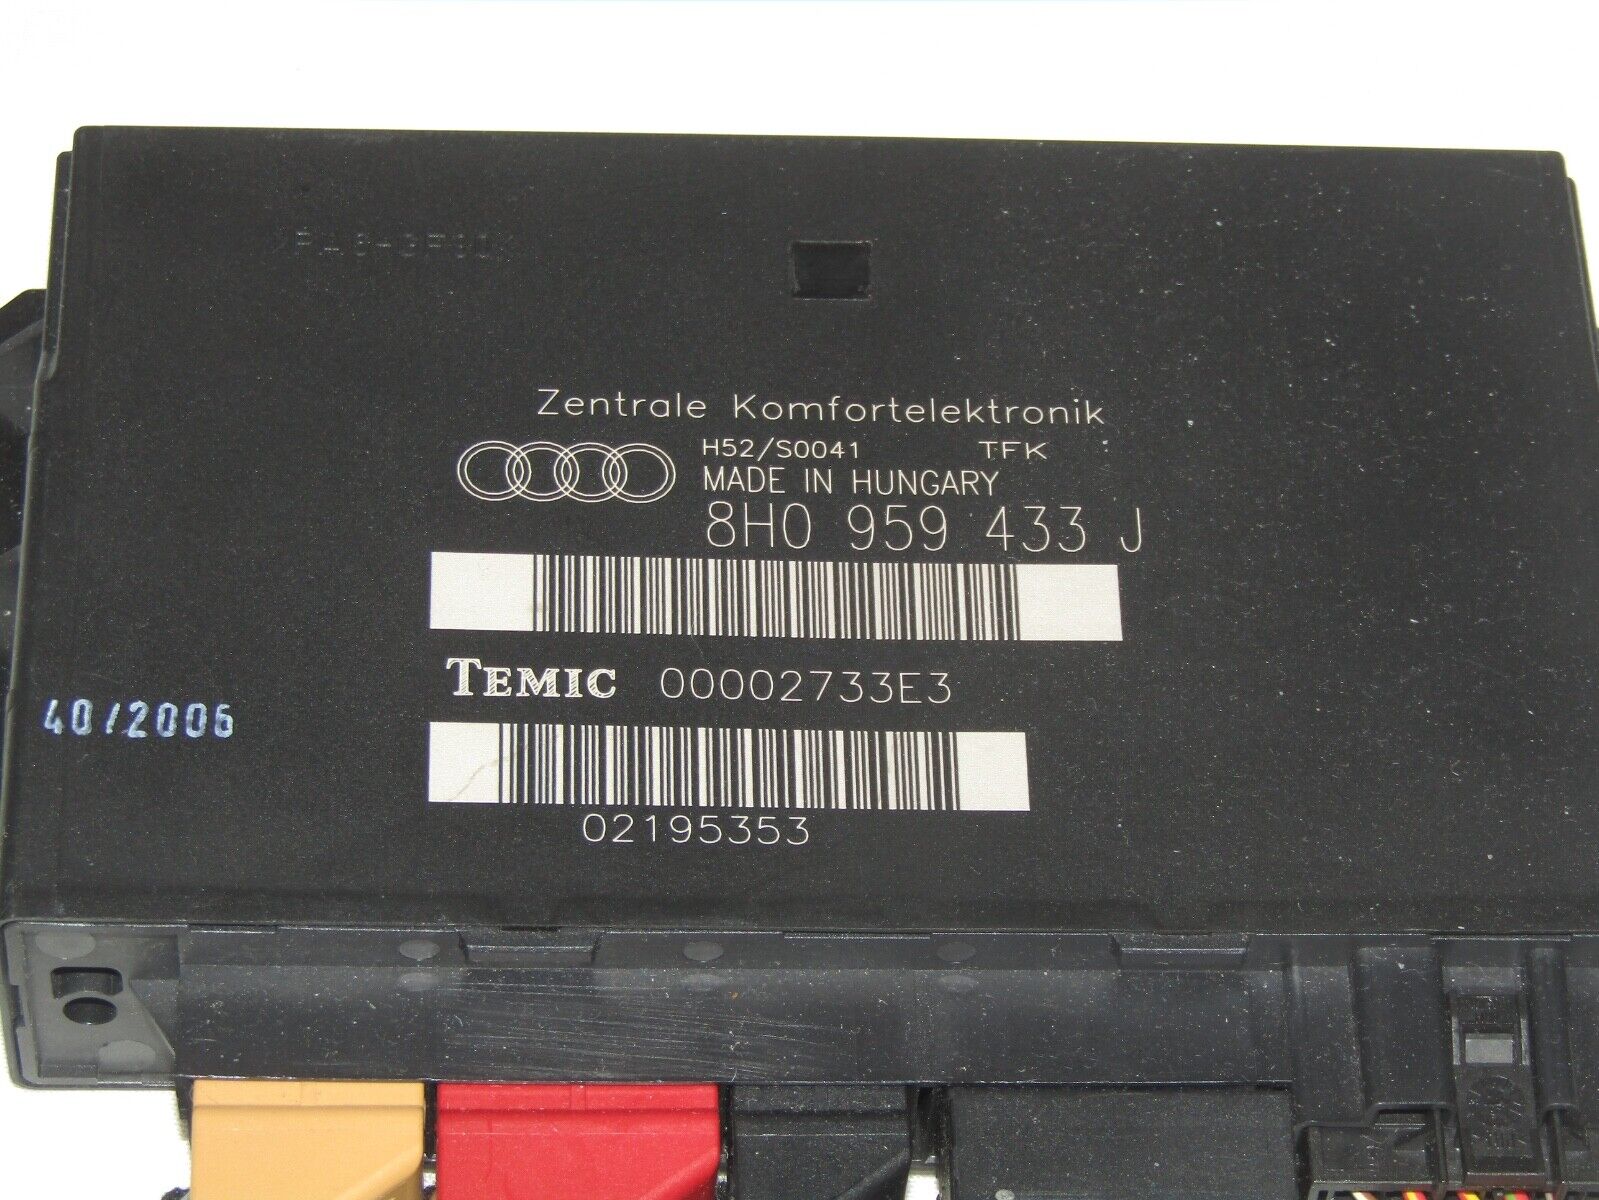 Zentrale Komfortelektronik
H52/S0041 TFK
MADE IN HUNGARY
8H0 959 433 J
TEMIC 00002733E3
40/2006
02195353